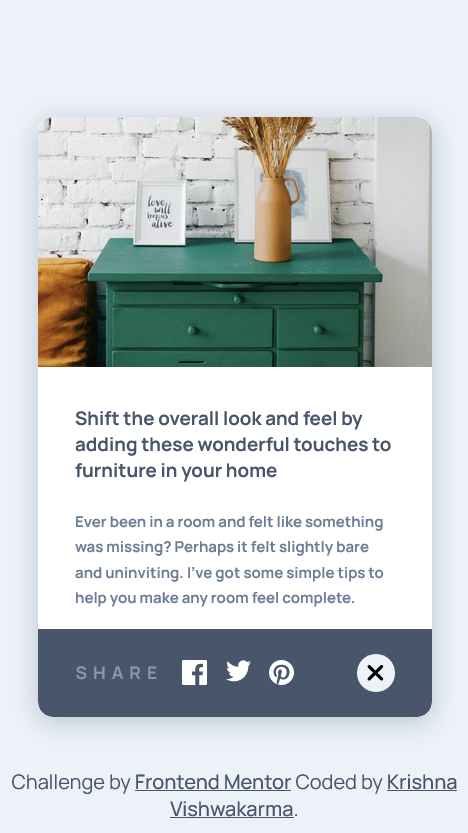 love
will
keep us
alive
Shift the overall look and feel by
adding these wonderful touches to
furniture in your home
Ever been in a room and felt like something
was missing? Perhaps it felt slightly bare
and uninviting. I’ve got some simple tips to
help you make any room feel complete.
SHARE
Challenge by Frontend Mentor Coded by Krishna
Vishwakarma.